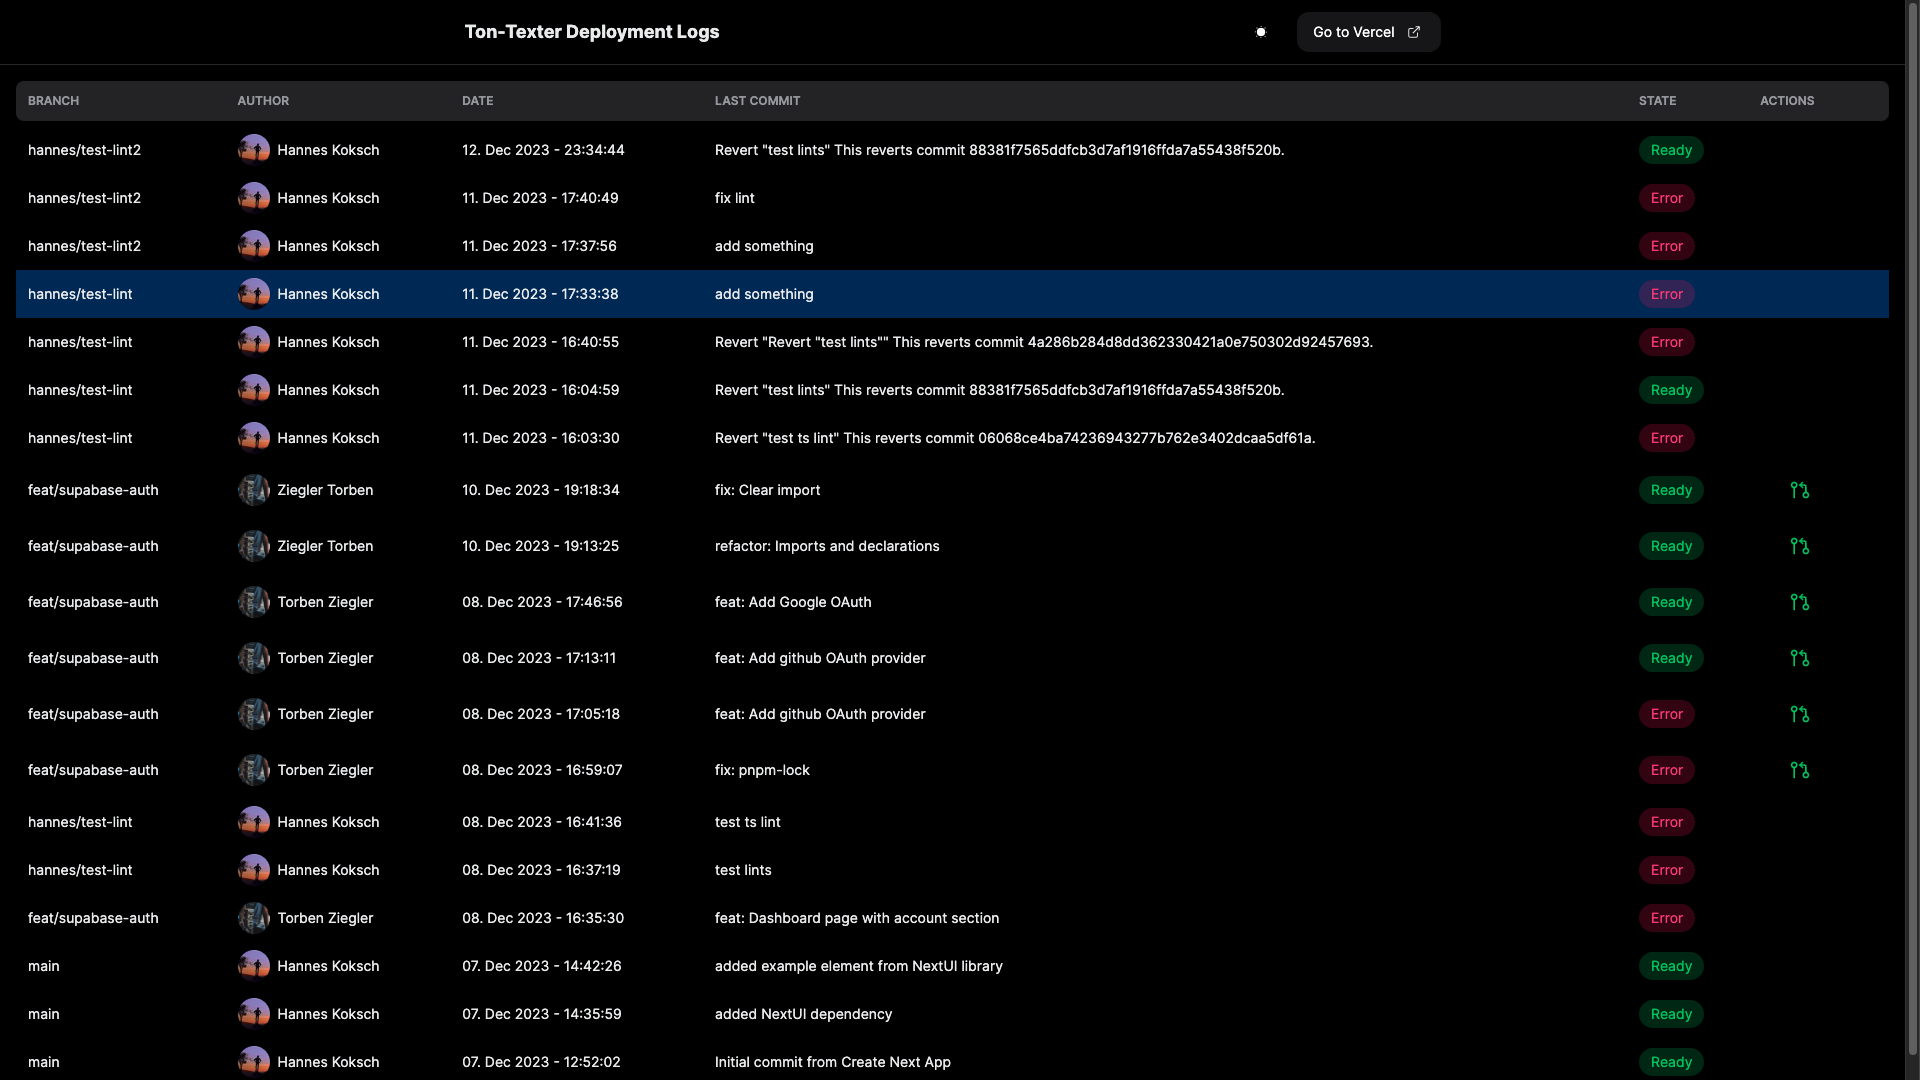 Ton-Texter Deployment Logs Go to Vercel
BRANCH AUTHOR DATE LAST COMMIT STATE ACTIONS
hannes/test-lint2 Hannes Koksch 12. Dec 2023 - 23:34:44 Revert "test lints" This reverts commit 88381f7565ddfcb3d7af1916ffda7a55438f520b. Ready
hannes/test-lint2 Hannes Koksch 11. Dec 2023 - 17:40:49 fix lint Error
hannes/test-lint2 Hannes Koksch 11. Dec 2023 - 17:37:56 add something Error
hannes/test-lint Hannes Koksch 11. Dec 2023 - 17:33:38 add something Error
hannes/test-lint Hannes Koksch 11. Dec 2023 - 16:40:55 Revert "Revert "test lints"" This reverts commit 4a286b284d8dd362330421a0e750302d92457693. Error
hannes/test-lint Hannes Koksch 11. Dec 2023 - 16:04:59 Revert "test lints" This reverts commit 88381f7565ddfcb3d7af1916ffda7a55438f520b. Ready
hannes/test-lint Hannes Koksch 11. Dec 2023 - 16:03:30 Revert "test ts lint" This reverts commit 06068ce4ba74236943277b762e3402dcaa5df61a. Error
feat/supabase-auth Ziegler Torben 10. Dec 2023 - 19:18:34 fix: Clear import Ready
feat/supabase-auth Ziegler Torben 10. Dec 2023 - 19:13:25 refactor: Imports and declarations Ready
feat/supabase-auth Torben Ziegler 08. Dec 2023 - 17:46:56 feat: Add Google OAuth Ready
feat/supabase-auth Torben Ziegler 08. Dec 2023 - 17:13:11 feat: Add github OAuth provider Ready
feat/supabase-auth Torben Ziegler 08. Dec 2023 - 17:05:18 feat: Add github OAuth provider Error
feat/supabase-auth Torben Ziegler 08. Dec 2023 - 16:59:07 fix: pnpm-lock Error
hannes/test-lint Hannes Koksch 08. Dec 2023 - 16:41:36 test ts lint Error
hannes/test-lint Hannes Koksch 08. Dec 2023 - 16:37:19 test lints Error
feat/supabase-auth Torben Ziegler 08. Dec 2023 - 16:35:30 feat: Dashboard page with account section Error
main Hannes Koksch 07. Dec 2023 - 14:42:26 added example element from NextUI library Ready
main Hannes Koksch 07. Dec 2023 - 14:35:59 added NextUI dependency Ready
main Hannes Koksch 07. Dec 2023 - 12:52:02 Initial commit from Create Next App Ready